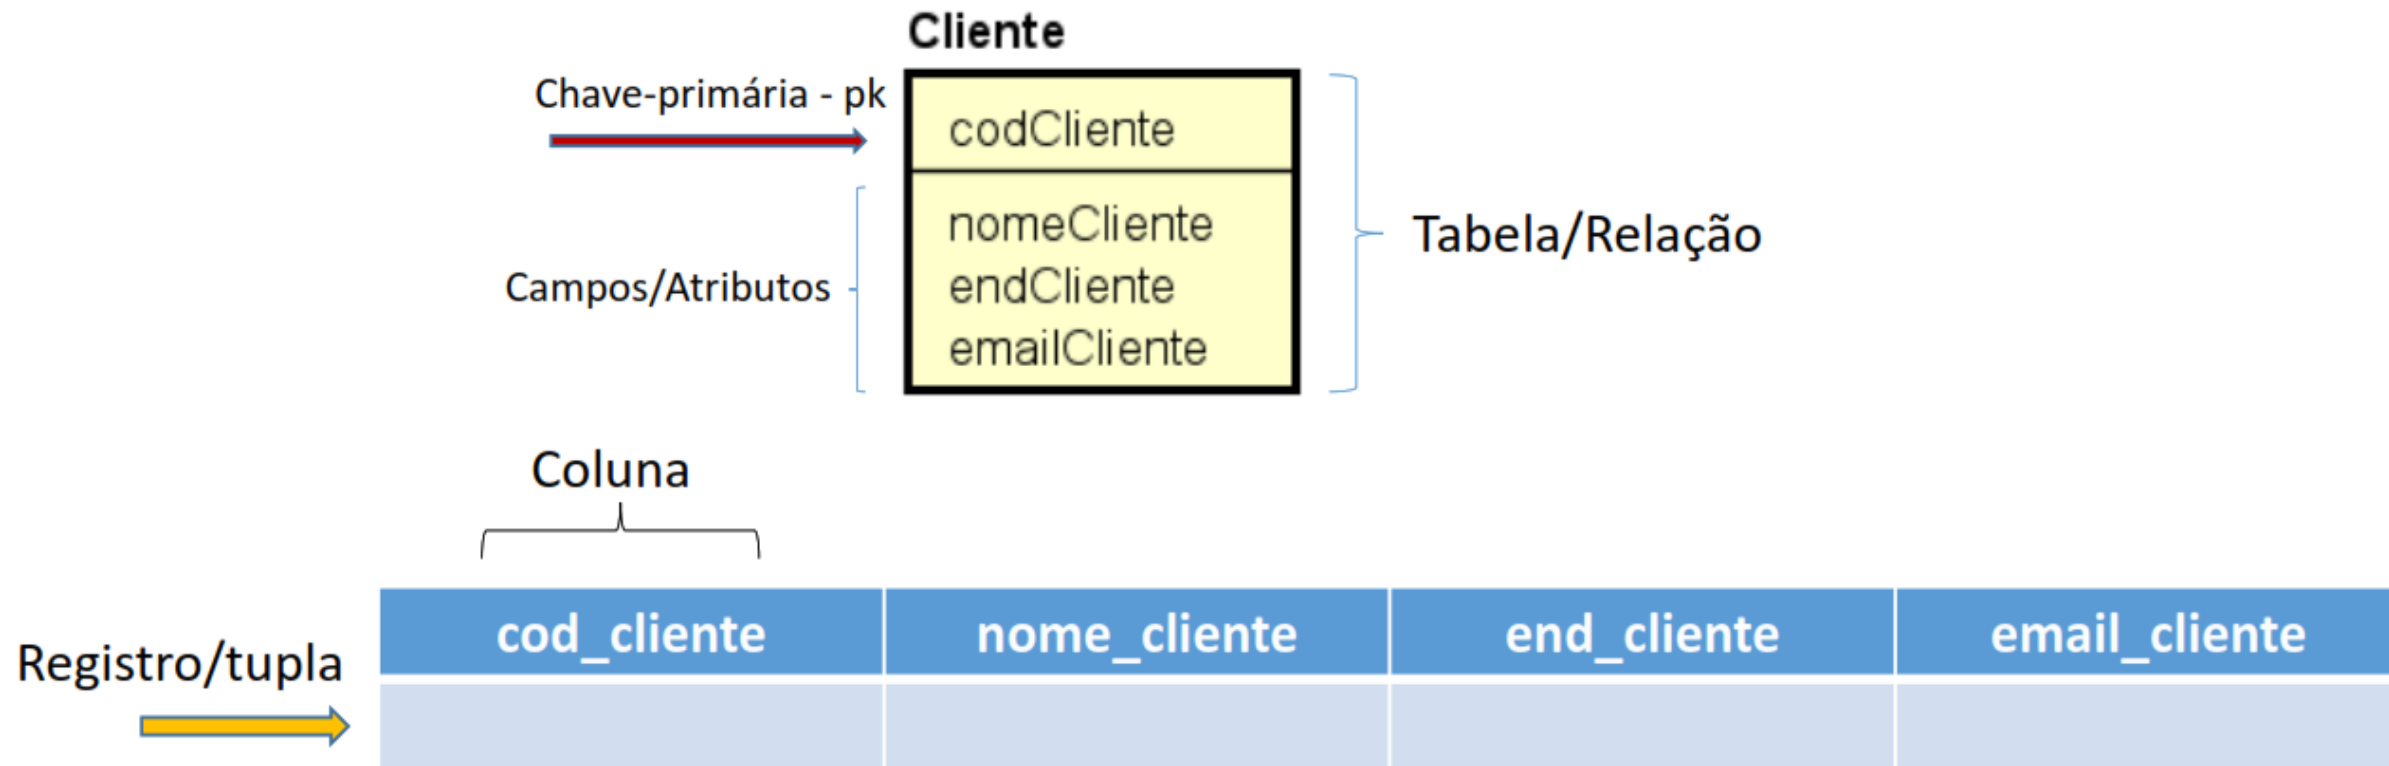 Cliente
Chave-primária - pk
codCliente
nomeCliente
Campos/Atributos
endCliente
emailCliente
Tabela/Relação
Coluna
Registro/tupla
cod_cliente nome_cliente end_cliente email_cliente